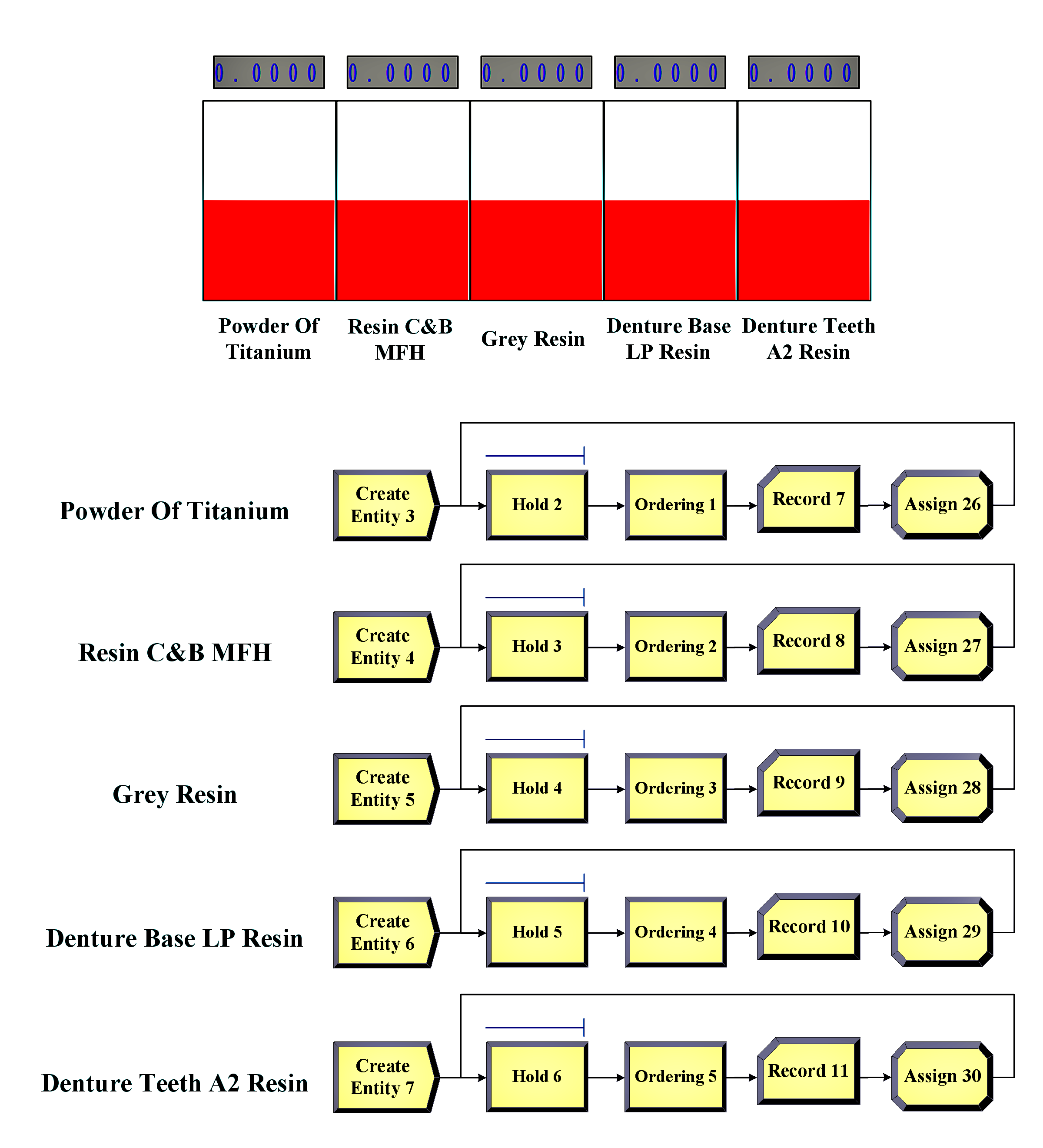 0.0000 0.0000 0.0000 0.0000 0.0000
Powder Of
Titanium
Resin C&B
MFH
Grey Resin
Denture Base
LP Resin
Denture Teeth
A2 Resin
Powder Of Titanium
Create
Entity 3
Hold 2
Ordering 1
Record 7
Assign 26
Resin C&B MFH
Create
Entity 4
Hold 3
Ordering 2
Record 8
Assign 27
Grey Resin
Create
Entity 5
Hold 4
Ordering 3
Record 9
Assign 28
Denture Base LP Resin
Create
Entity 6
Hold 5
Ordering 4
Record 10
Assign 29
Denture Teeth A2 Resin
Create
Entity 7
Hold 6
Ordering 5
Record 11
Assign 30